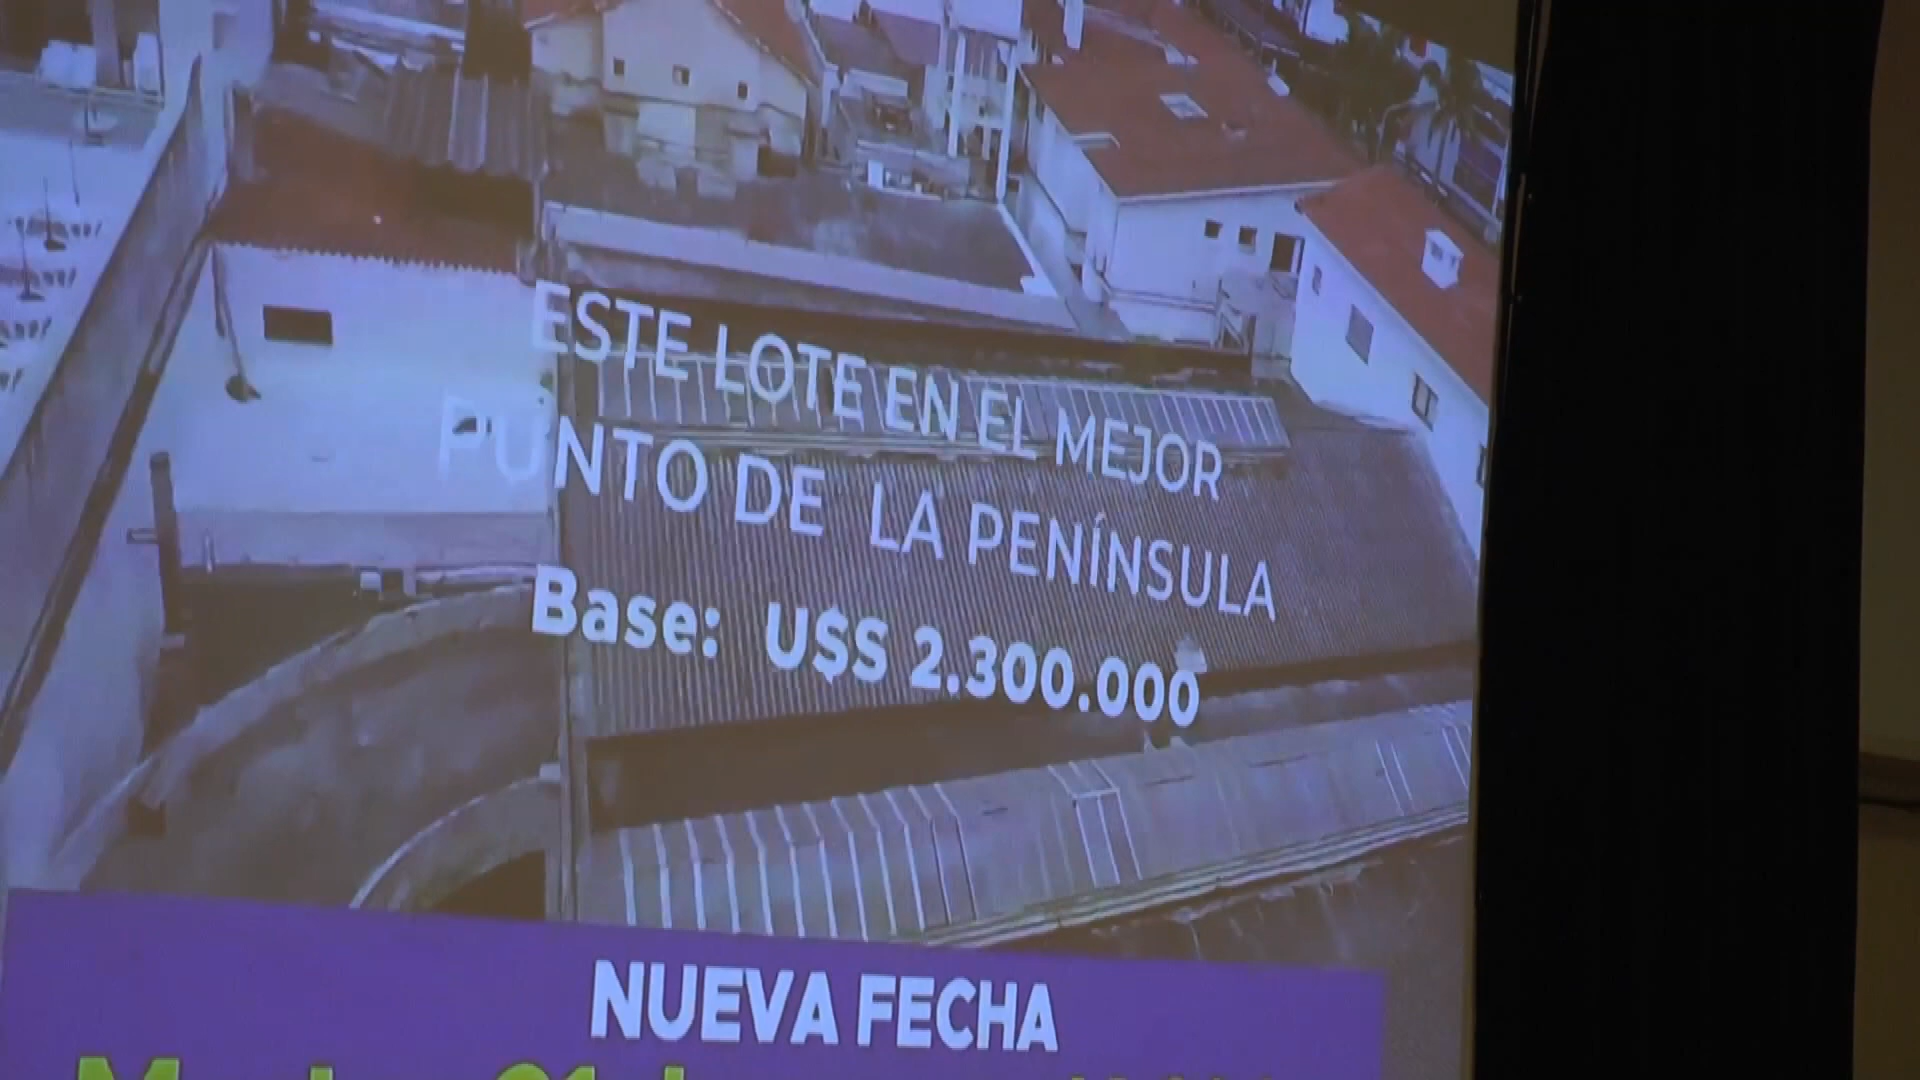 ESTE LOTE EN EL MEJOR
PUNTO DE LA PENÍNSULA
Base: U$S 2.300.000
NUEVA FECHA